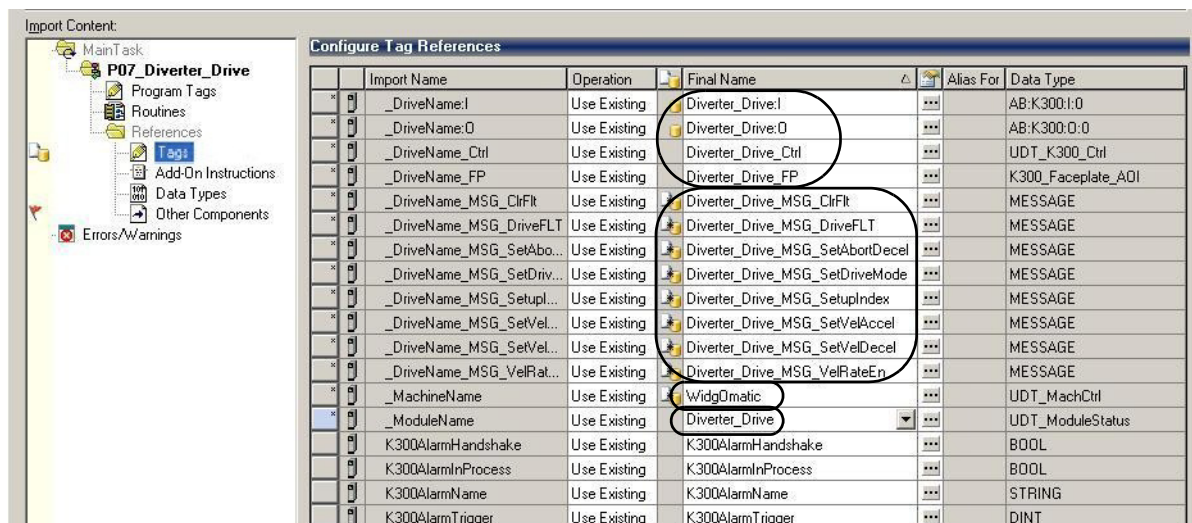 Import Content:
MainTask
P07_Diverter_Drive
Program Tags
Routines
References
Tags
Add-On Instructions
Data Types
Other Components
Errors/Warnings
Configure Tag References
Import Name Operation Final Name Alias For Data Type
_DriveName:I Use Existing Diverter_Drive:I ... AB:K300:I:0
_DriveName:O Use Existing Diverter_Drive:O ... AB:K300:O:0
_DriveName_Ctrl Use Existing Diverter_Drive_Ctrl ... UDT_K300_Ctrl
_DriveName_FP Use Existing Diverter_Drive_FP ... K300_Faceplate_AOI
_DriveName_MSG_ClrFlt Use Existing Diverter_Drive_MSG_ClrFlt ... MESSAGE
_DriveName_MSG_DriveFLT Use Existing Diverter_Drive_MSG_DriveFLT ... MESSAGE
_DriveName_MSG_SetAbo... Use Existing Diverter_Drive_MSG_SetAbortDecel ... MESSAGE
_DriveName_MSG_SetDriv... Use Existing Diverter_Drive_MSG_SetDriveMode ... MESSAGE
_DriveName_MSG_SetupI... Use Existing Diverter_Drive_MSG_SetupIndex ... MESSAGE
_DriveName_MSG_SetVel... Use Existing Diverter_Drive_MSG_SetVelAccel ... MESSAGE
_DriveName_MSG_SetVel... Use Existing Diverter_Drive_MSG_SetVelDecel ... MESSAGE
_DriveName_MSG_VelRat... Use Existing Diverter_Drive_MSG_VelRateEn ... MESSAGE
_MachineName Use Existing WidgOmatic ... UDT_MachCtrl
_ModuleName Use Existing Diverter_Drive ... UDT_ModuleStatus
K300AlarmHandshake Use Existing K300AlarmHandshake ... BOOL
K300AlarmInProcess Use Existing K300AlarmInProcess ... BOOL
K300AlarmName Use Existing K300AlarmName ... STRING
K300AlarmTrigger Use Existing K300AlarmTrigger ... DINT